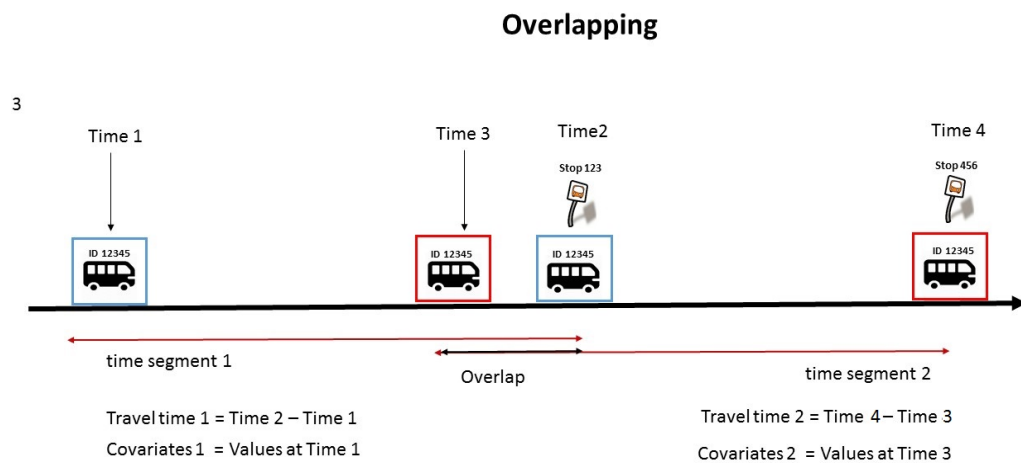 Overlapping
3
Time 1
Time 3
Time2
Time 4
Stop 123
Stop 456
ID 12345
ID 12345
ID 12345
ID 12345
time segment 1
Overlap
time segment 2
Travel time 1 = Time 2 – Time 1
Covariates 1 = Values at Time 1
Travel time 2 = Time 4 – Time 3
Covariates 2 = Values at Time 3